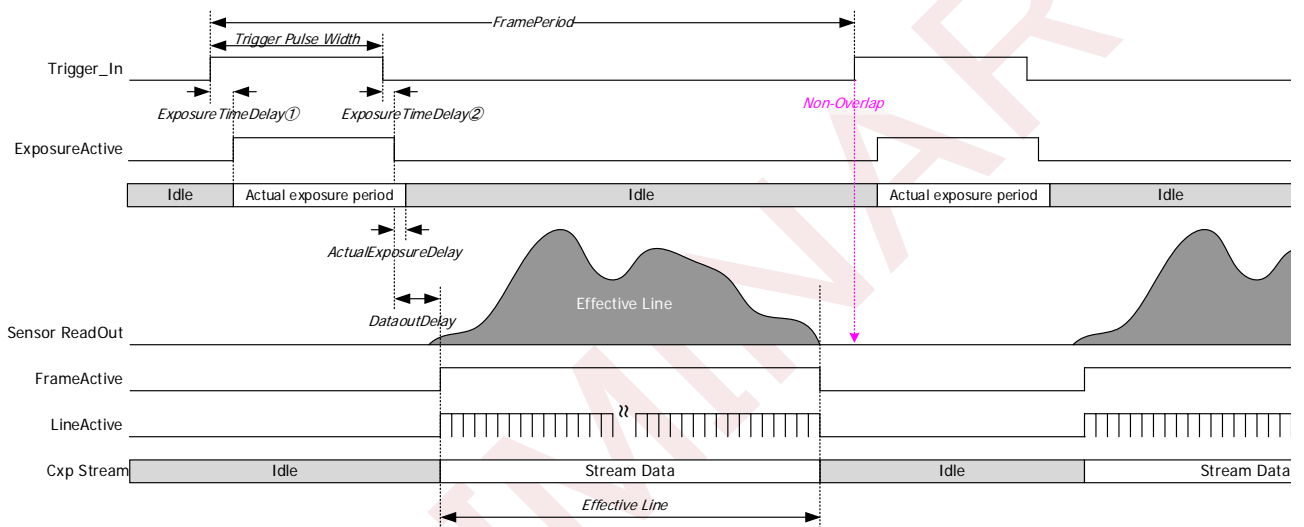 FramePeriod
Trigger Pulse Width
Trigger_In
ExposureTimeDelay①
ExposureTimeDelay②
Non-Overlap
ExposureActive
Idle
Actual exposure period
Idle
Actual exposure period
Idle
ActualExposureDelay
Effective Line
DataoutDelay
Sensor ReadOut
FrameActive
LineActive
≈
Cxp Stream
Idle
Stream Data
Idle
Stream Data
Effective Line
MINAR